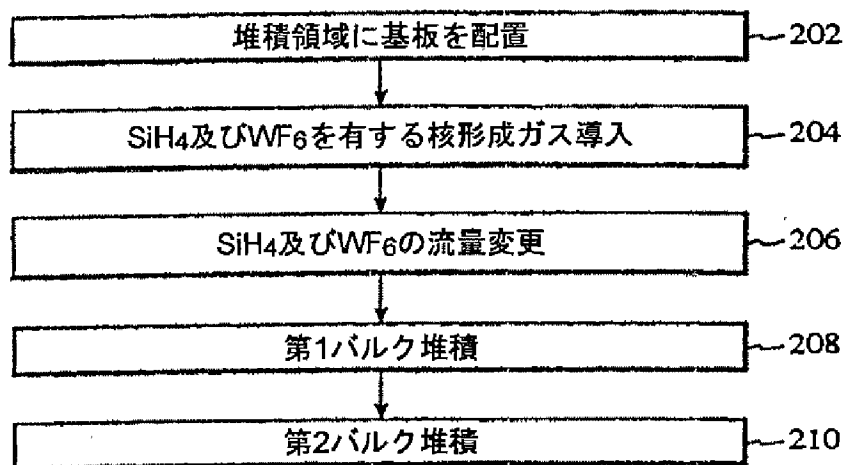 堆積領域に基板を配置 202
SiH4及びWF6を有する核形成ガス導入 204
SiH4及びWF6の流量変更 206
第1バルク堆積 208
第2バルク堆積 210